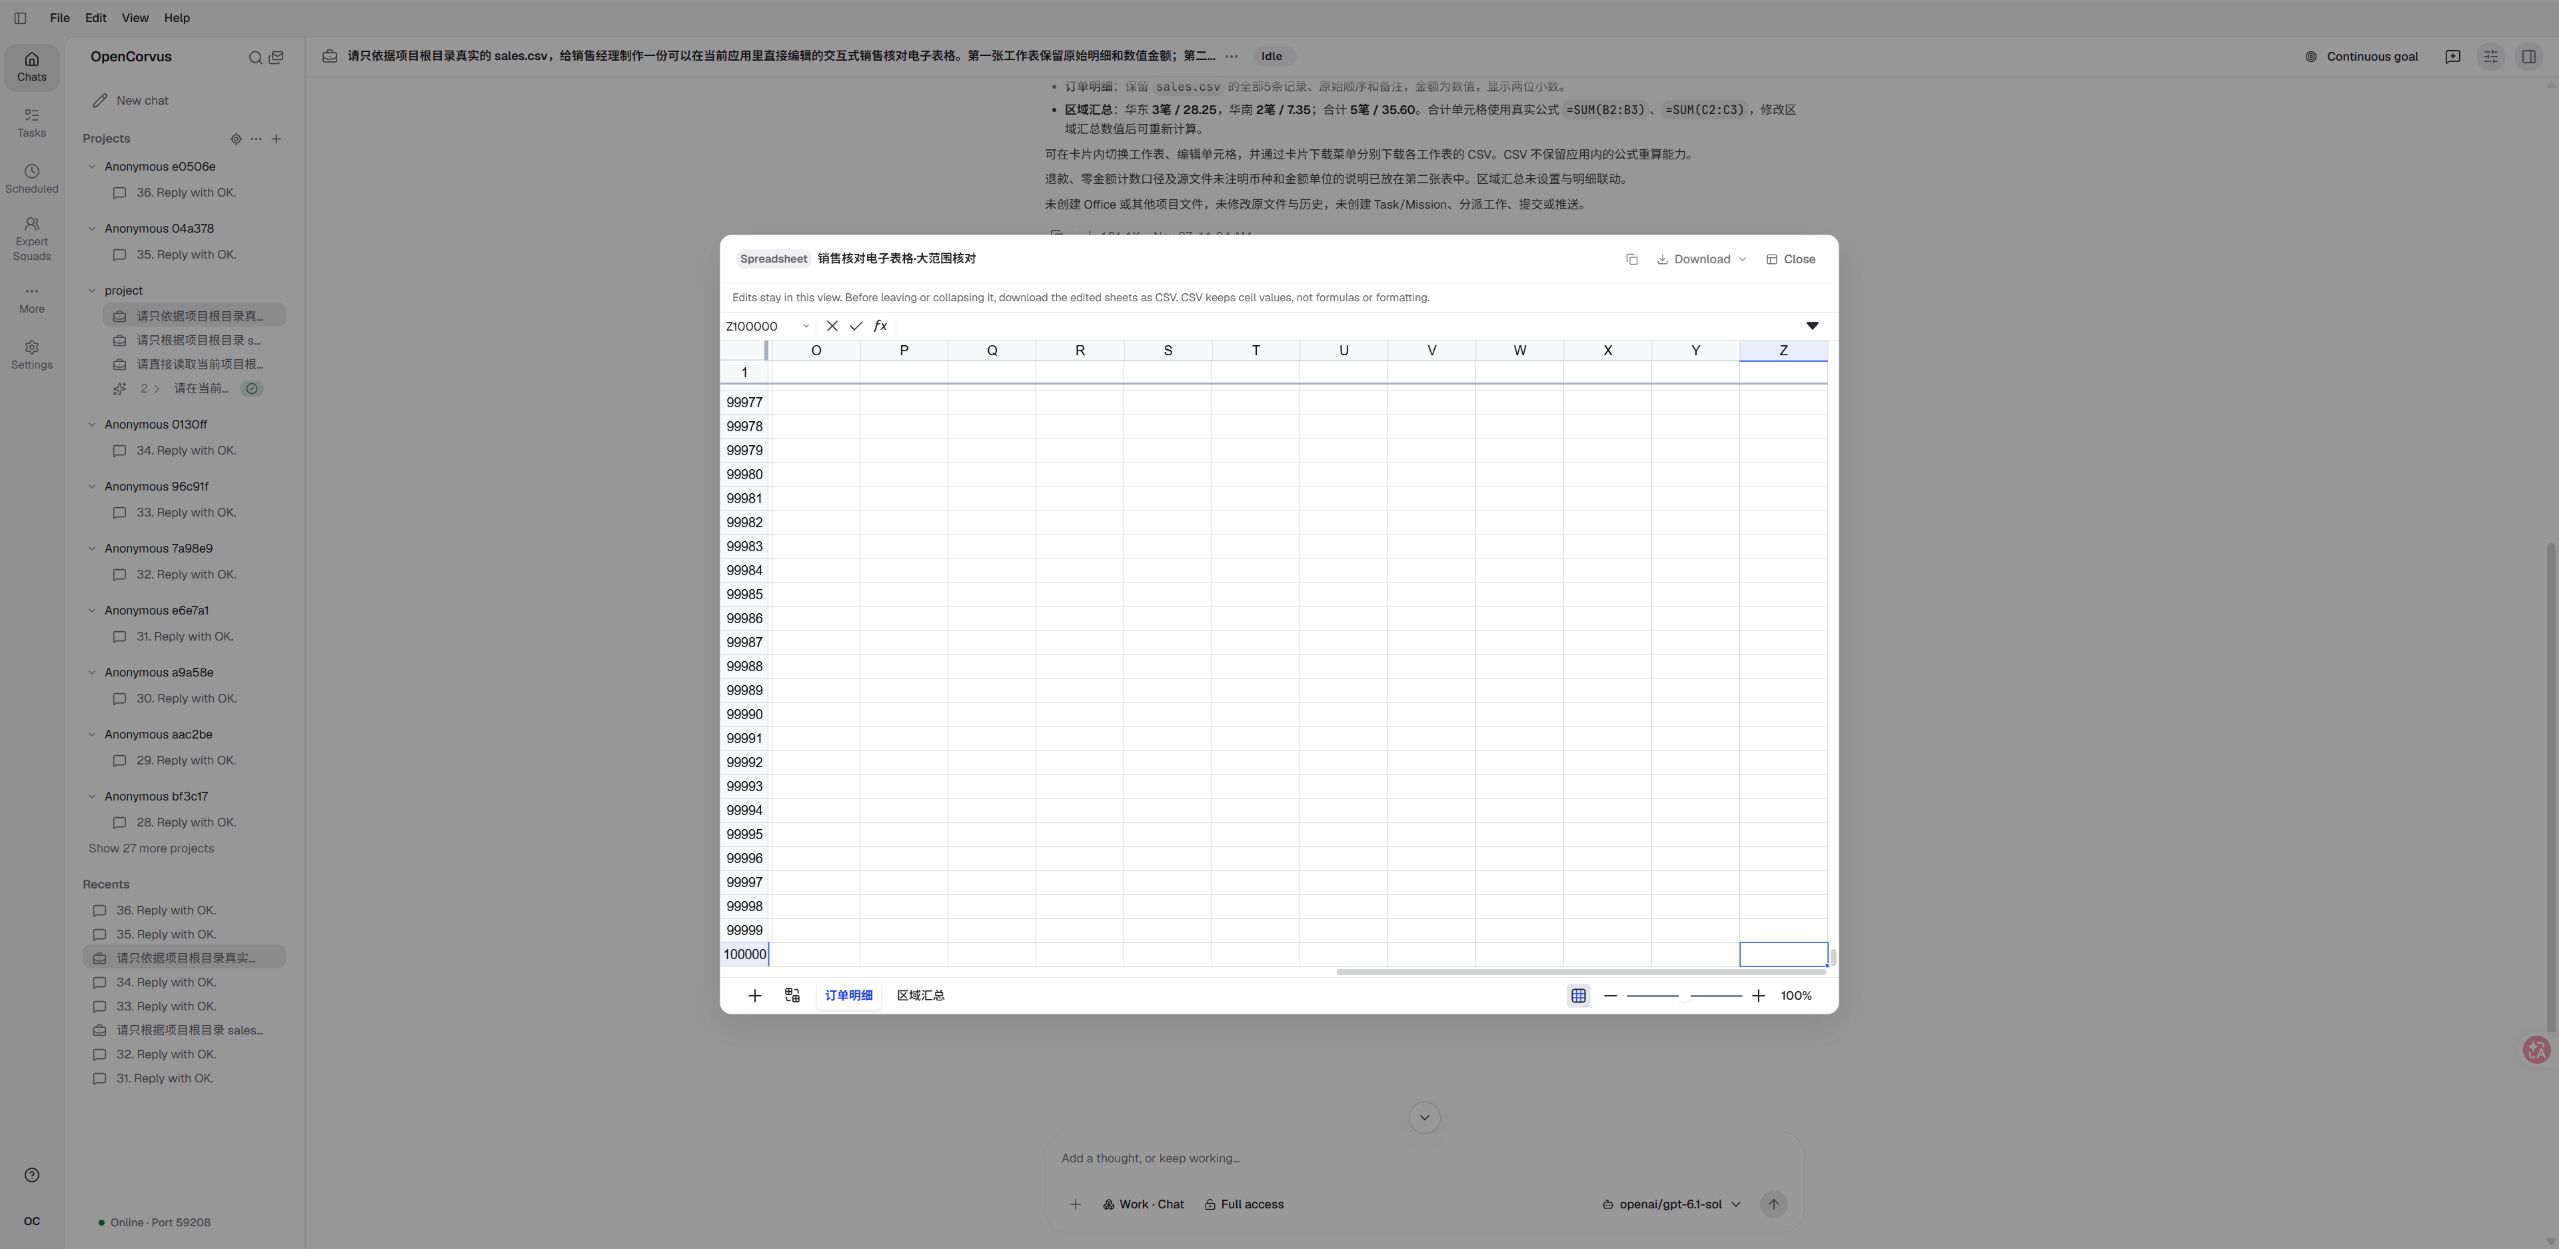 File Edit View Help
OpenCorvus
Chats
Tasks
Scheduled
Expert
Squads
More
Settings
OC
New chat
Projects
Anonymous e0506e
36. Reply with OK.
Anonymous 04a378
35. Reply with OK.
project
请只依据项目根目录真...
请只根据项目根目录 s...
请直接读取当前项目根...
2 请在当前...
Anonymous 0130ff
34. Reply with OK.
Anonymous 96c91f
33. Reply with OK.
Anonymous 7a98e9
32. Reply with OK.
Anonymous e6e7a1
31. Reply with OK.
Anonymous a9a58e
30. Reply with OK.
Anonymous aac2be
29. Reply with OK.
Anonymous bf3c17
28. Reply with OK.
Show 27 more projects
Recents
36. Reply with OK.
35. Reply with OK.
请只依据项目根目录真实...
34. Reply with OK.
33. Reply with OK.
请只根据项目根目录 sales...
32. Reply with OK.
31. Reply with OK.
Online · Port 59208
请只依据项目根目录真实的 sales.csv，给销售经理制作一份可以在当前应用里直接编辑的交互式销售核对电子表格。第一张工作表保留原始明细和数值金额；第二... ··· Idle
Continuous goal
• 订单明细：保留 sales.csv 的全部5条记录、原始顺序和备注，金额为数值，显示两位小数。
• 区域汇总：华东 3笔 / 28.25，华南 2笔 / 7.35；合计 5笔 / 35.60。合计单元格使用真实公式 =SUM(B2:B3)、 =SUM(C2:C3)，修改区
域汇总数值后可重新计算。
可在卡片内切换工作表、编辑单元格，并通过卡片下载菜单分别下载各工作表的 CSV。CSV 不保留应用内的公式重算能力。
退款、零金额计数口径及源文件未注明币种和金额单位的说明已放在第二张表中。区域汇总未设置与明细联动。
未创建 Office 或其他项目文件，未修改原文件与历史，未创建 Task/Mission、分派工作、提交或推送。
Spreadsheet 销售核对电子表格·大范围核对
Download Close
Edits stay in this view. Before leaving or collapsing it, download the edited sheets as CSV. CSV keeps cell values, not formulas or formatting.
Z100000 fx
O P Q R S T U V W X Y Z
1
99977
99978
99979
99980
99981
99982
99983
99984
99985
99986
99987
99988
99989
99990
99991
99992
99993
99994
99995
99996
99997
99998
99999
100000
订单明细 区域汇总 100%
Add a thought, or keep working...
Work · Chat Full access openai/gpt-6.1-sol